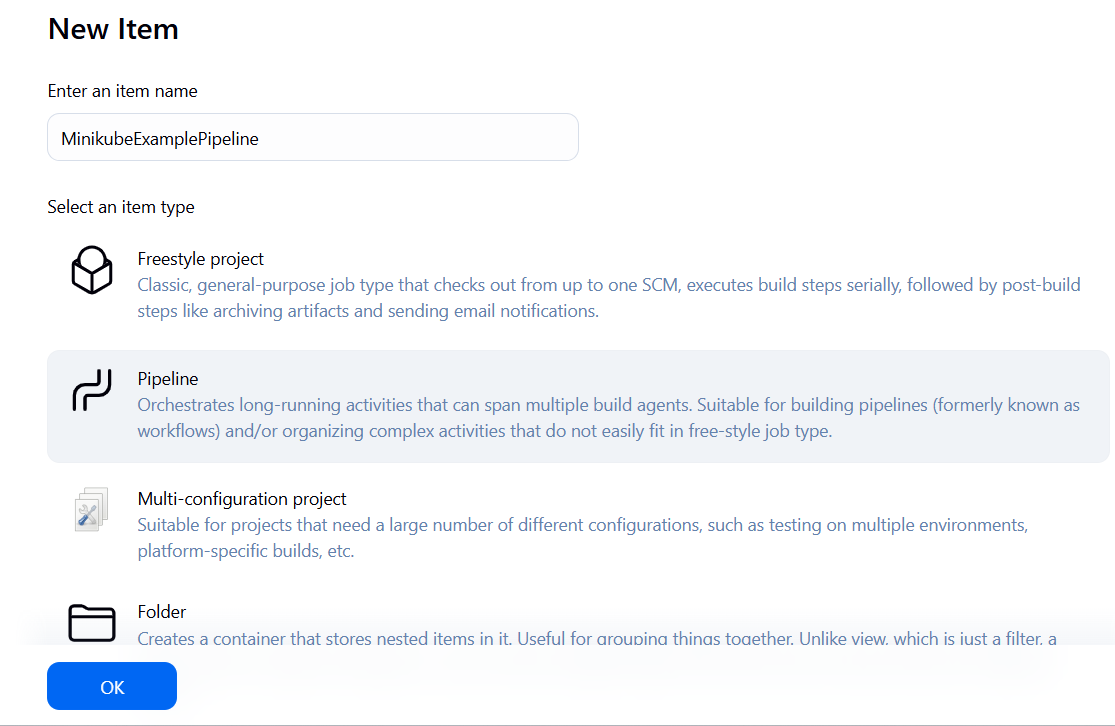 New Item
Enter an item name
MinikubeExamplePipeline
Select an item type
Freestyle project
Classic, general-purpose job type that checks out from up to one SCM, executes build steps serially, followed by post-build
steps like archiving artifacts and sending email notifications.
Pipeline
Orchestrates long-running activities that can span multiple build agents. Suitable for building pipelines (formerly known as
workflows) and/or organizing complex activities that do not easily fit in free-style job type.
Multi-configuration project
Suitable for projects that need a large number of different configurations, such as testing on multiple environments,
platform-specific builds, etc.
Folder
Creates a container that stores nested items in it. Useful for grouping things together. Unlike view, which is just a filter, a
OK